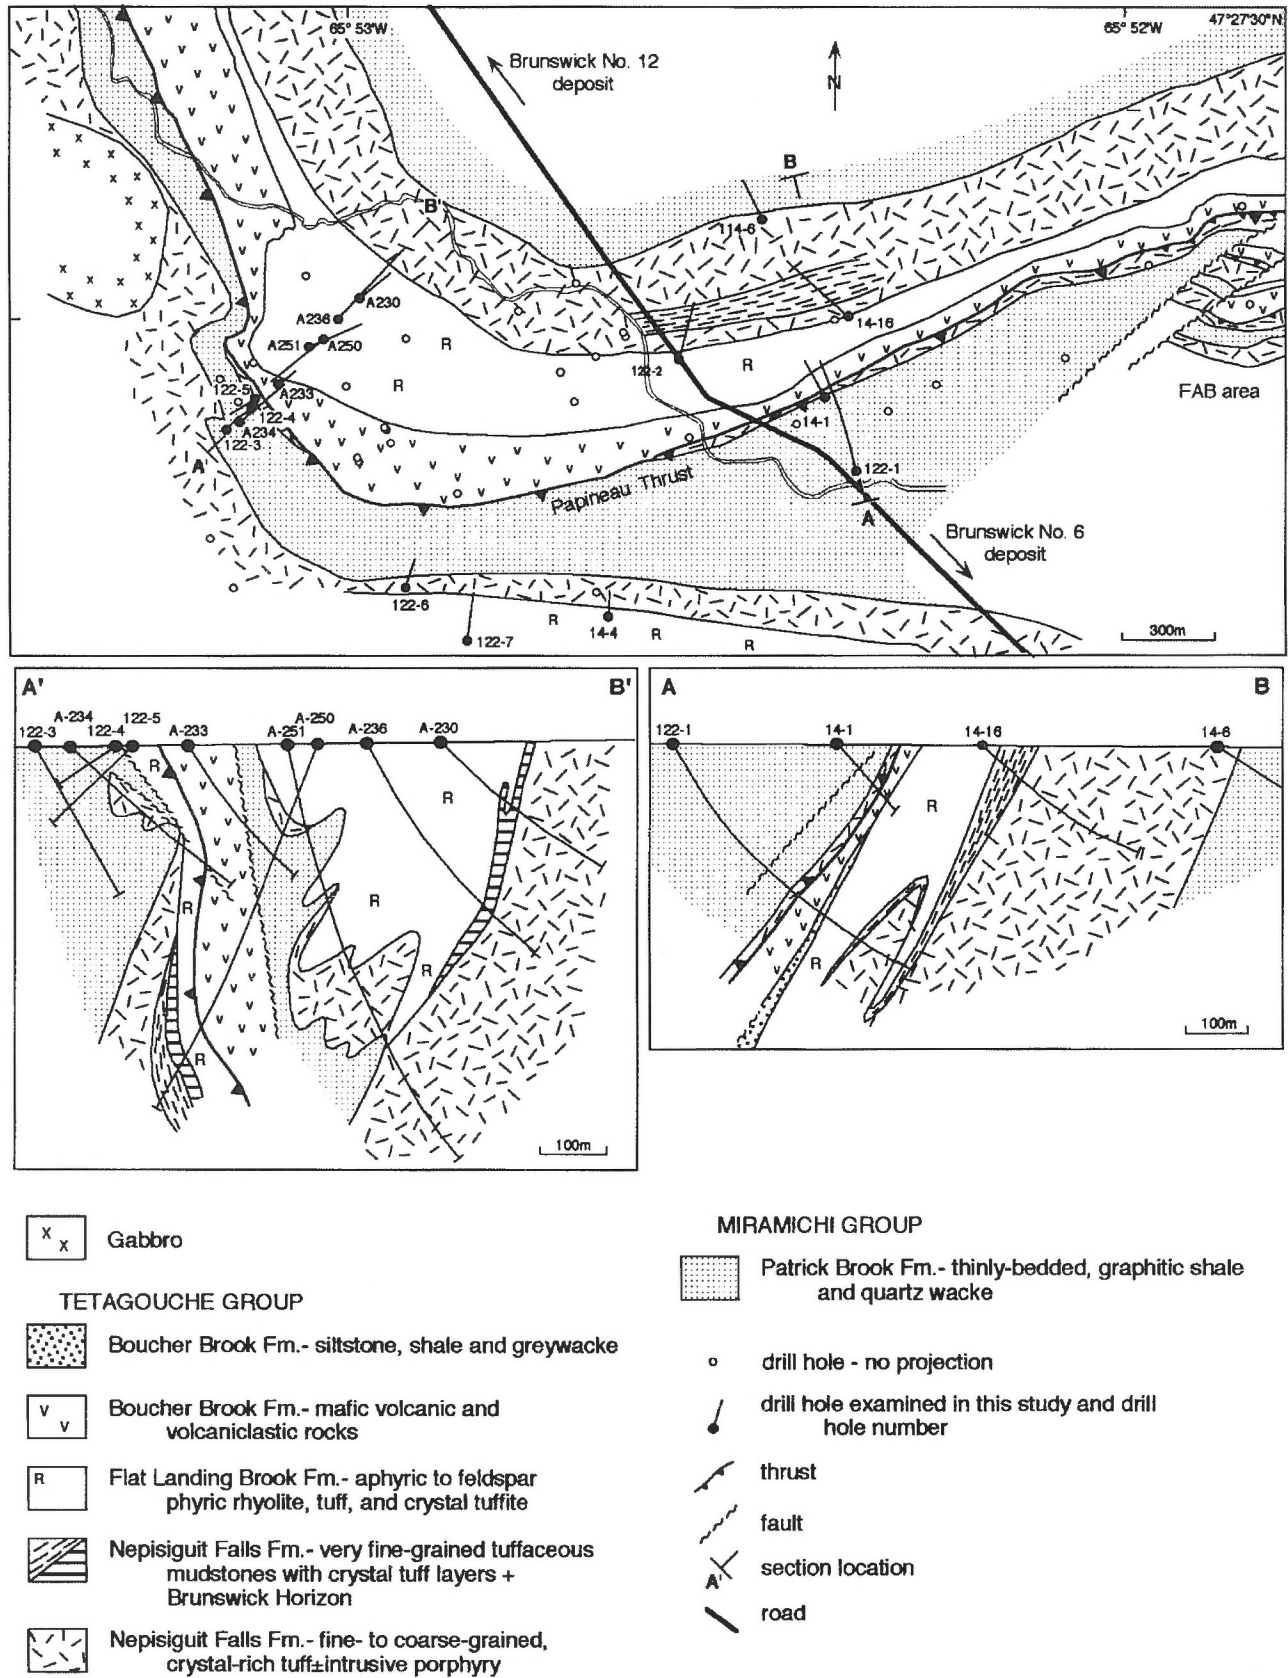 65° 53'W
65° 52'W
47°27'30"N
Brunswick No. 12
deposit
N
B
B'
114-6
A230
A236
A251
A250
R
14-16
122-2
R
R
122-5
A233
122-4
A234
122-3
A'
14-1
FAB area
122-1
Papineau Thrust
A
Brunswick No. 6
deposit
122-6
R
14-4
R
122-7
R
300m
A'
B'
A-234
A-250
122-3
122-4
122-5
A-233
A-251
A-236
A-230
R
R
R
R
R
R
100m
A
B
122-1
14-1
14-16
14-6
R
R
100m
X
X
Gabbro
TETAGOUCHE GROUP
Boucher Brook Fm.- siltstone, shale and greywacke
V
V
Boucher Brook Fm.- mafic volcanic and
volcaniclastic rocks
R
Flat Landing Brook Fm.- aphyric to feldspar
phyric rhyolite, tuff, and crystal tuffite
Nepisiguit Falls Fm.- very fine-grained tuffaceous
mudstones with crystal tuff layers +
Brunswick Horizon
Nepisiguit Falls Fm.- fine- to coarse-grained,
crystal-rich tuff±intrusive porphyry
MIRAMICHI GROUP
Patrick Brook Fm.- thinly-bedded, graphitic shale
and quartz wacke
drill hole - no projection
drill hole examined in this study and drill
hole number
thrust
fault
A'
section location
road